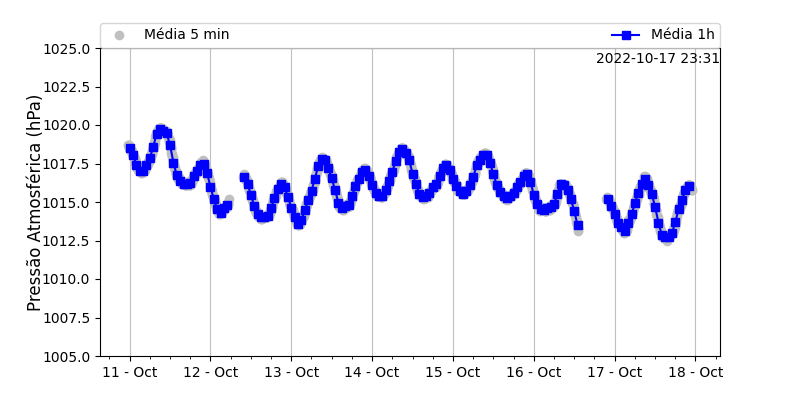 Média 5 min
Média 1h
2022-10-17 23:31
Pressão Atmosférica (hPa)
1025.0
1022.5
1020.0
1017.5
1015.0
1012.5
1010.0
1007.5
1005.0
11 - Oct
12 - Oct
13 - Oct
14 - Oct
15 - Oct
16 - Oct
17 - Oct
18 - Oct